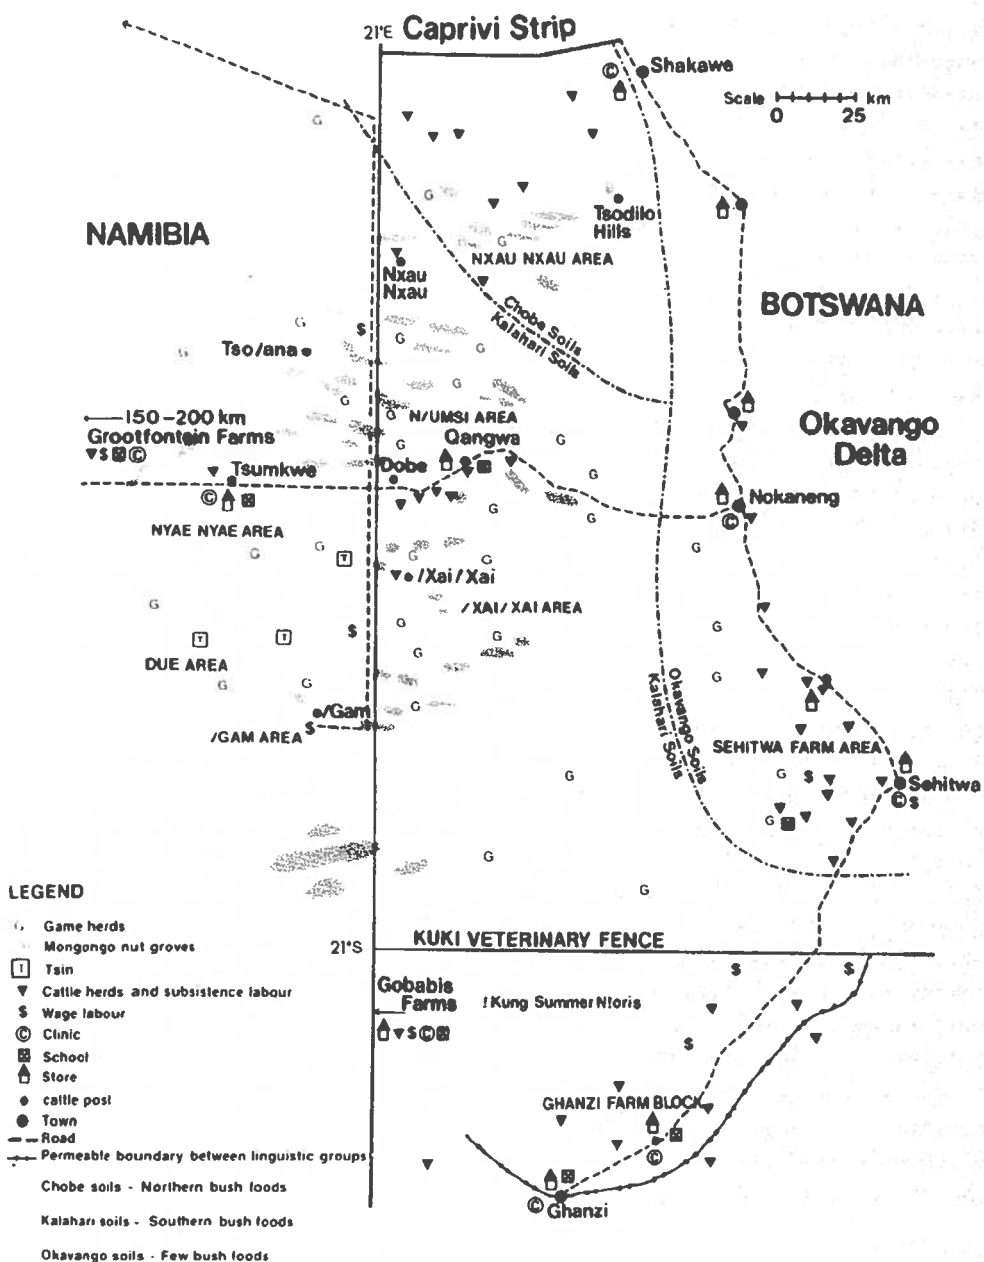 21°E
Caprivi Strip
Shakawe
Scale
km
0
25
G
NAMIBIA
G
Tsodilo
Hills
G
NXAU NXAU AREA
Nxau
Nxau
BOTSWANA
Chobe Soils
Kalahari Soils
G
$
G
G
G
Tso/ana
G
G
G
N/UMSI AREA
150-200 km
Grootfontein Farms
$
C
Qangwa
G
G
Okavango
Delta
Tsumkwe
Dobe
G
C
G
G
Nokaneng
C
NYAE NYAE AREA
G
G
T
G
G
G
/Xai/Xai
G
/XAI/XAI AREA
T
T
$
G
G
G
DUE AREA
G
G
G
G
Okavango Soils
Kalahari Soils
/Gam
G
/GAM AREA
$
SEHITWA FARM AREA
G
G
$
Sehitwa
C
$
G
G
G
LEGEND
G
Game herds
Mongongo nut groves
T
Tsin
Cattle herds and subsistence labour
$
Wage labour
C
Clinic
School
Store
cattle post
Town
Road
Permeable boundary between linguistic groups
Chobe soils - Northern bush foods
Kalahari soils - Southern bush foods
Okavango soils - Few bush foods
21°S
KUKI VETERINARY FENCE
Gobabis
Farms
!Kung Summer N!oris
$
C
$
$
$
GHANZI FARM BLOCK
C
C
Ghanzi